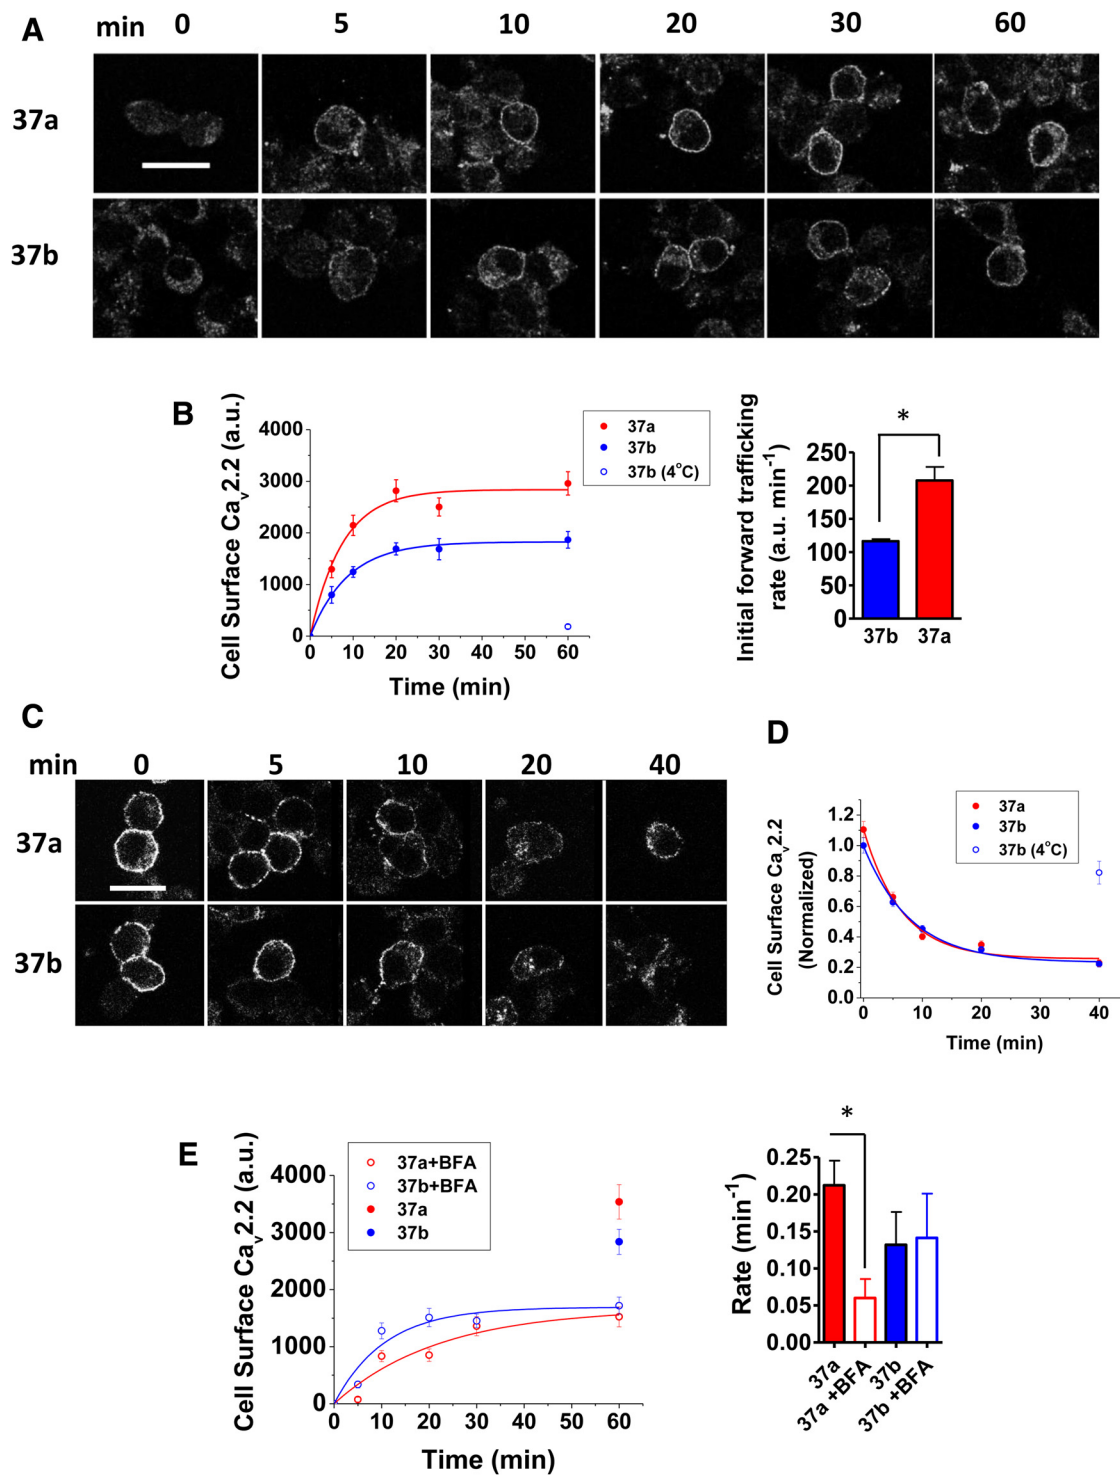 A
min 0 5 10 20 30 60
37a
37b
B
Cell Surface Cav2.2 (a.u.)
4000
3000
2000
1000
0
0 10 20 30 40 50 60
Time (min)
37a
37b
37b (4°C)
Initial forward trafficking
rate (a.u. min⁻¹)
250
200
150
100
50
0
*
37b 37a
C
min 0 5 10 20 40
37a
37b
D
Cell Surface Cav2.2
(Normalized)
1.2
1.0
0.8
0.6
0.4
0.2
0.0
0 10 20 30 40
Time (min)
37a
37b
37b (4°C)
E
Cell Surface Cav2.2 (a.u.)
4000
3000
2000
1000
0
0 10 20 30 40 50 60
Time (min)
37a+BFA
37b+BFA
37a
37b
Rate (min⁻¹)
0.25
0.20
0.15
0.10
0.05
0.00
*
37a
37a +BFA
37b
37b +BFA